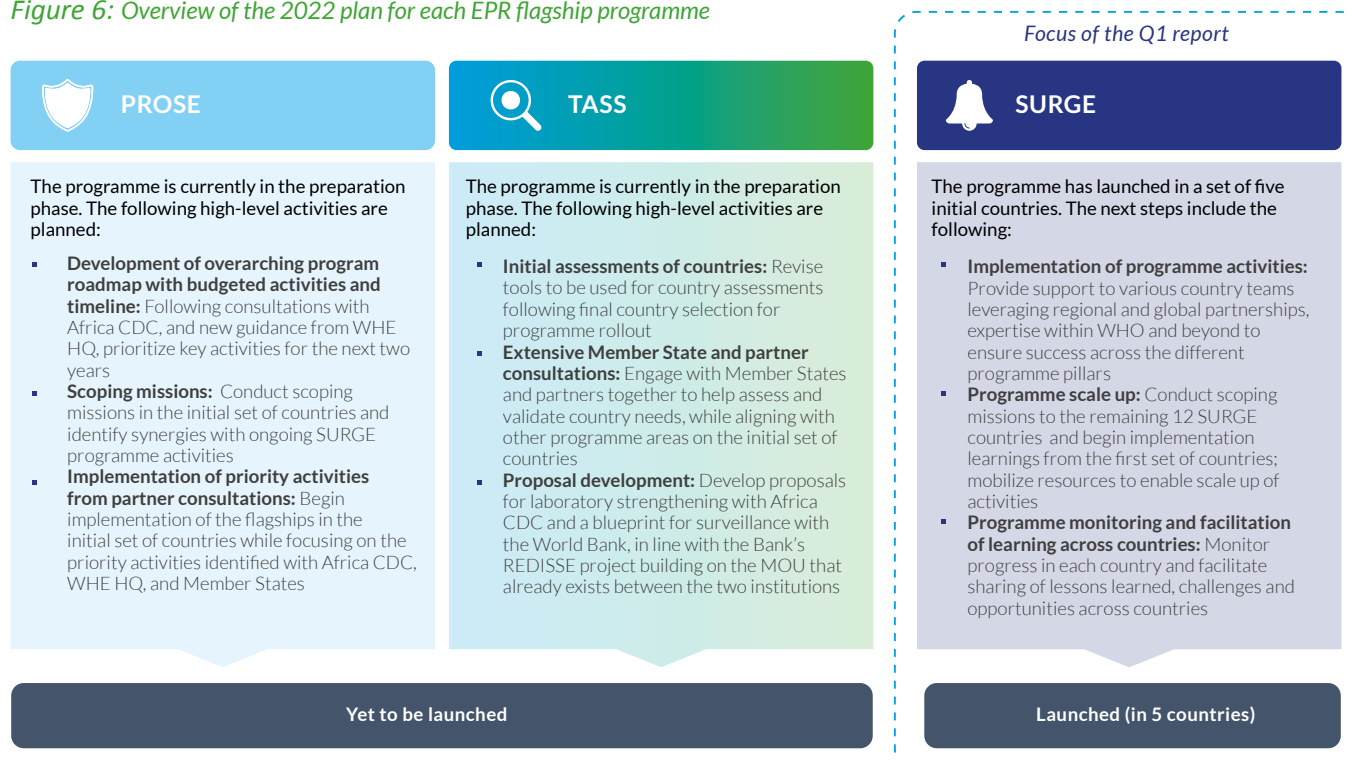 Figure 6: Overview of the 2022 plan for each EPR flagship programme
Focus of the Q1 report
PROSE
TASS
SURGE
The programme is currently in the preparation
phase. The following high-level activities are
planned:
▪ Development of overarching program
roadmap with budgeted activities and
timeline: Following consultations with
Africa CDC, and new guidance from WHE
HQ, prioritize key activities for the next two
years
▪ Scoping missions: Conduct scoping
missions in the initial set of countries and
identify synergies with ongoing SURGE
programme activities
▪ Implementation of priority activities
from partner consultations: Begin
implementation of the flagships in the
initial set of countries while focusing on the
priority activities identified with Africa CDC,
WHE HQ, and Member States
The programme is currently in the preparation
phase. The following high-level activities are
planned:
▪ Initial assessments of countries: Revise
tools to be used for country assessments
following final country selection for
programme rollout
▪ Extensive Member State and partner
consultations: Engage with Member States
and partners together to help assess and
validate country needs, while aligning with
other programme areas on the initial set of
countries
▪ Proposal development: Develop proposals
for laboratory strengthening with Africa
CDC and a blueprint for surveillance with
the World Bank, in line with the Bank's
REDISSE project building on the MOU that
already exists between the two institutions
The programme has launched in a set of five
initial countries. The next steps include the
following:
▪ Implementation of programme activities:
Provide support to various country teams
leveraging regional and global partnerships,
expertise within WHO and beyond to
ensure success across the different
programme pillars
▪ Programme scale up: Conduct scoping
missions to the remaining 12 SURGE
countries and begin implementation
learnings from the first set of countries;
mobilize resources to enable scale up of
activities
▪ Programme monitoring and facilitation
of learning across countries: Monitor
progress in each country and facilitate
sharing of lessons learned, challenges and
opportunities across countries
Yet to be launched
Launched (in 5 countries)